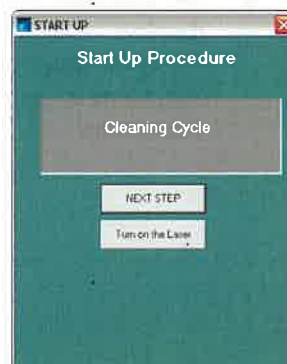 START UP
Start Up Procedure
Cleaning Cycle
NEXT STEP
Turn on the Laser